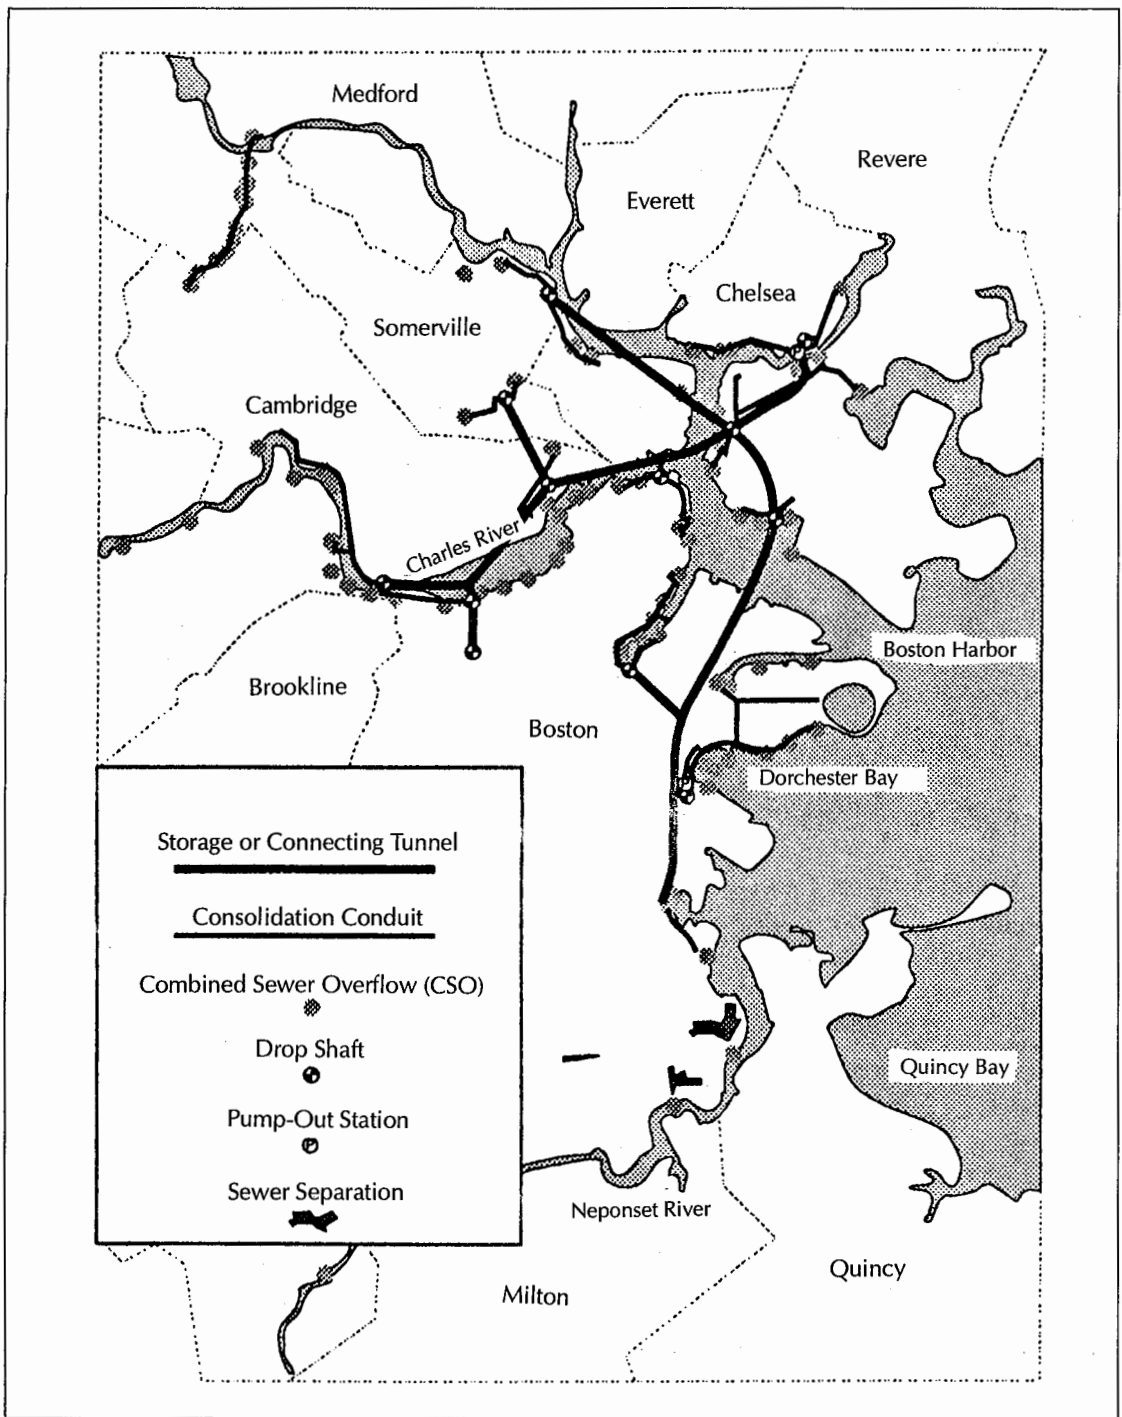 Medford
Revere
Everett
Chelsea
Somerville
Cambridge
Charles River
Boston Harbor
Brookline
Boston
Dorchester Bay
Storage or Connecting Tunnel
Consolidation Conduit
Combined Sewer Overflow (CSO)
Drop Shaft
Quincy Bay
Pump-Out Station
Sewer Separation
Neponset River
Quincy
Milton